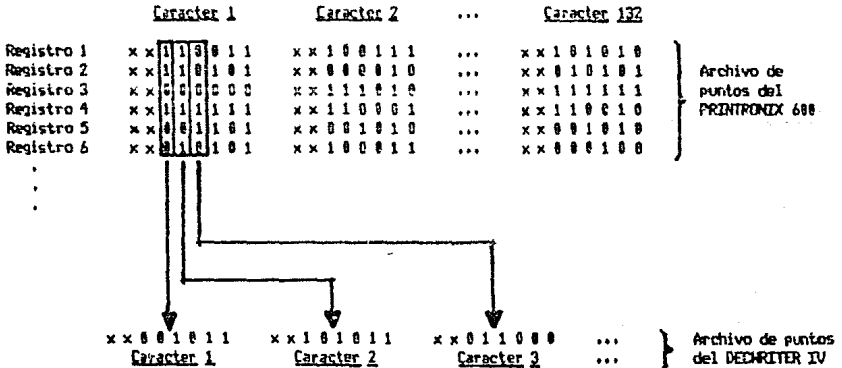 Caracter 1 Caracter 2 ... Caracter 132
Registro 1 x x 1 1 0 0 1 1 x x 1 0 0 1 1 1 ... x x 1 0 1 0 1 0
Registro 2 x x 1 1 0 1 0 1 x x 0 0 0 0 1 0 ... x x 0 1 0 1 0 1 Archivo de
Registro 3 x x 0 0 0 0 0 0 x x 1 1 1 0 1 0 ... x x 1 1 1 1 1 1 puntos del
Registro 4 x x 1 1 1 1 1 1 x x 1 1 0 0 0 1 ... x x 1 1 0 0 1 0 PRINTRONIX 600
Registro 5 x x 0 0 1 1 0 1 x x 0 0 1 0 1 0 ... x x 0 0 1 0 1 0
Registro 6 x x 0 1 0 1 0 1 x x 1 0 0 0 1 1 ... x x 0 0 0 1 0 0
.
.
.
x x 0 0 1 0 1 1 x x 1 0 1 0 1 1 x x 0 1 1 0 0 0 ... Archivo de puntos
Caracter 1 Caracter 2 Caracter 3 ... del DECWRITER IV